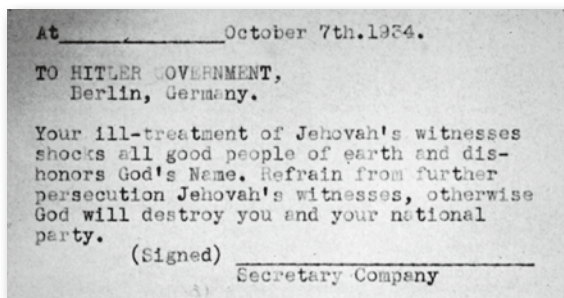 At______________October 7th.1934.
TO HITLER GOVERNMENT,
Berlin, Germany.
Your ill-treatment of Jehovah's witnesses
shocks all good people of earth and dis-
honors God's Name. Refrain from further
persecution Jehovah's witnesses, otherwise
God will destroy you and your national
party.
(Signed) ____________________
Secretary Company